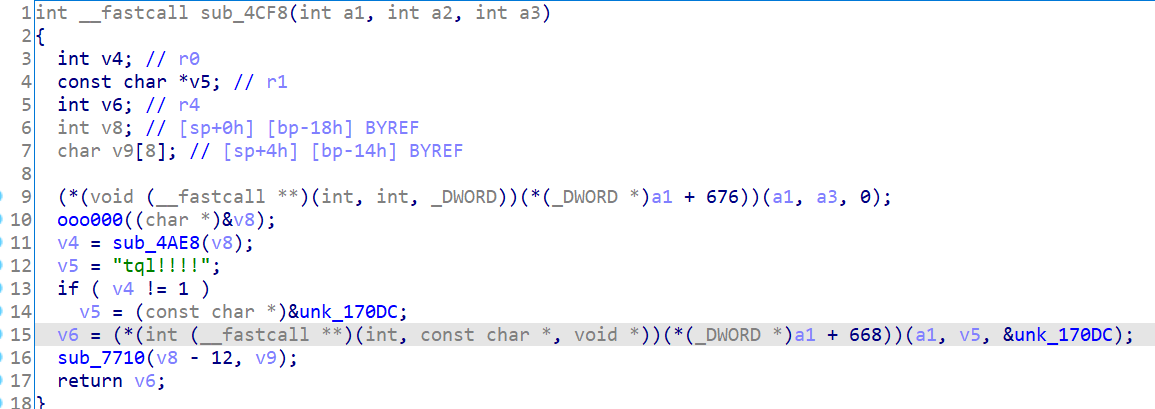 1 int __fastcall sub_4CF8(int a1, int a2, int a3)
2 {
3 int v4; // r0
4 const char *v5; // r1
5 int v6; // r4
6 int v8; // [sp+0h] [bp-18h] BYREF
7 char v9[8]; // [sp+4h] [bp-14h] BYREF
8
9 (*(void (__fastcall **)(int, int, _DWORD))(*(_DWORD *)a1 + 676))(a1, a3, 0);
10 ooo000((char *)&v8);
11 v4 = sub_4AE8(v8);
12 v5 = "tql!!!!";
13 if ( v4 != 1 )
14 v5 = (const char *)&unk_170DC;
15 v6 = (*(int (__fastcall **)(int, const char *, void *))(*(_DWORD *)a1 + 668))(a1, v5, &unk_170DC);
16 sub_7710(v8 - 12, v9);
17 return v6;
18 }